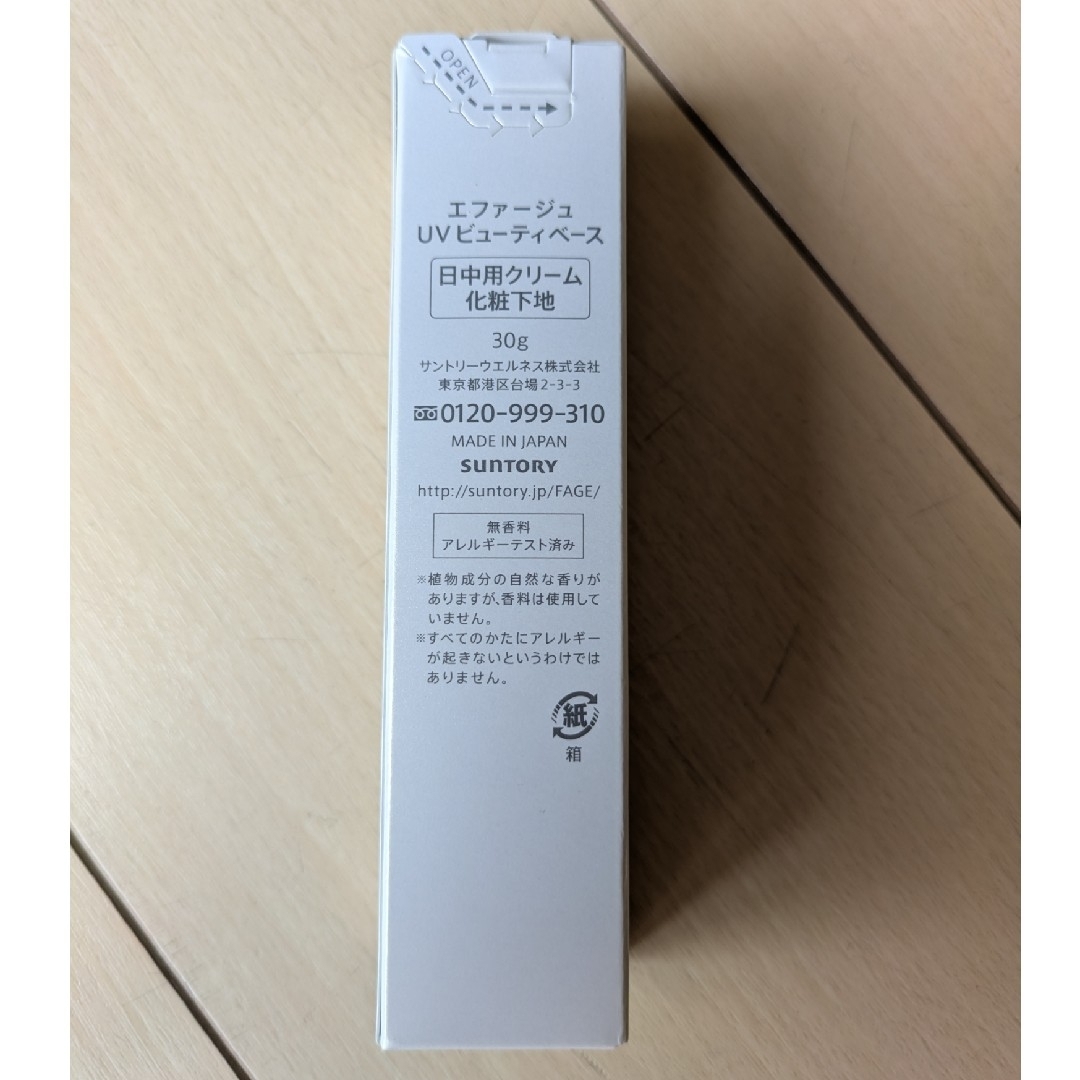 OPEN
エファージュ
UVビューティベース
日中用クリーム
化粧下地
30g
サントリーウエルネス株式会社
東京都港区台場2-3-3
0120-999-310
MADE IN JAPAN
SUNTORY
http://suntory.jp/FAGE/
無香料
アレルギーテスト済み
※植物成分の自然な香りが
ありますが、香料は使用して
いません。
※すべてのかたにアレルギー
が起きないというわけでは
ありません。
紙
箱